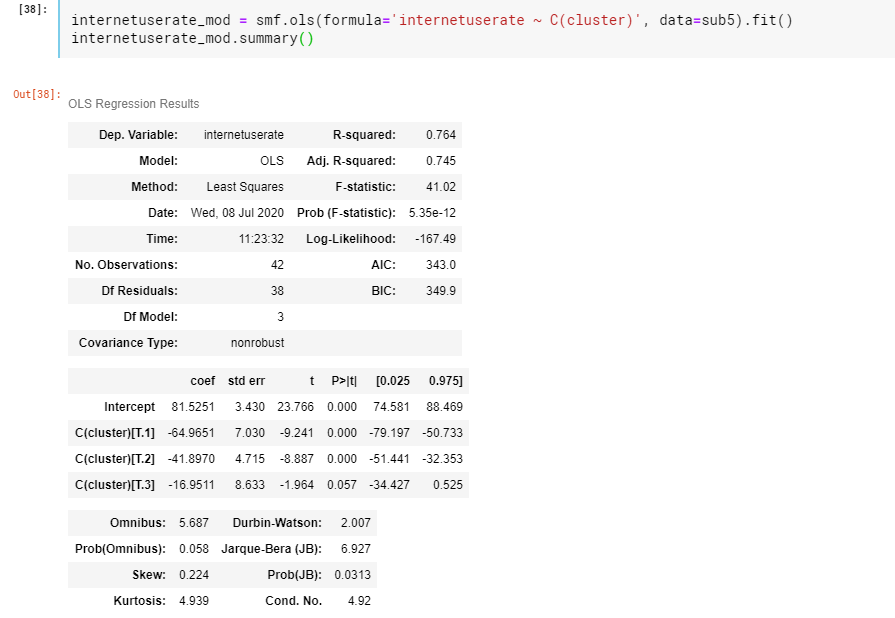 [38]:
internetuserate_mod = smf.ols(formula='internetuserate ~ C(cluster)', data=sub5).fit()
internetuserate_mod.summary()
Out[38]:
OLS Regression Results
Dep. Variable: internetuserate R-squared: 0.764
Model: OLS Adj. R-squared: 0.745
Method: Least Squares F-statistic: 41.02
Date: Wed, 08 Jul 2020 Prob (F-statistic): 5.35e-12
Time: 11:23:32 Log-Likelihood: -167.49
No. Observations: 42 AIC: 343.0
Df Residuals: 38 BIC: 349.9
Df Model: 3
Covariance Type: nonrobust
coef std err t P>|t| [0.025 0.975]
Intercept 81.5251 3.430 23.766 0.000 74.581 88.469
C(cluster)[T.1] -64.9651 7.030 -9.241 0.000 -79.197 -50.733
C(cluster)[T.2] -41.8970 4.715 -8.887 0.000 -51.441 -32.353
C(cluster)[T.3] -16.9511 8.633 -1.964 0.057 -34.427 0.525
Omnibus: 5.687 Durbin-Watson: 2.007
Prob(Omnibus): 0.058 Jarque-Bera (JB): 6.927
Skew: 0.224 Prob(JB): 0.0313
Kurtosis: 4.939 Cond. No. 4.92